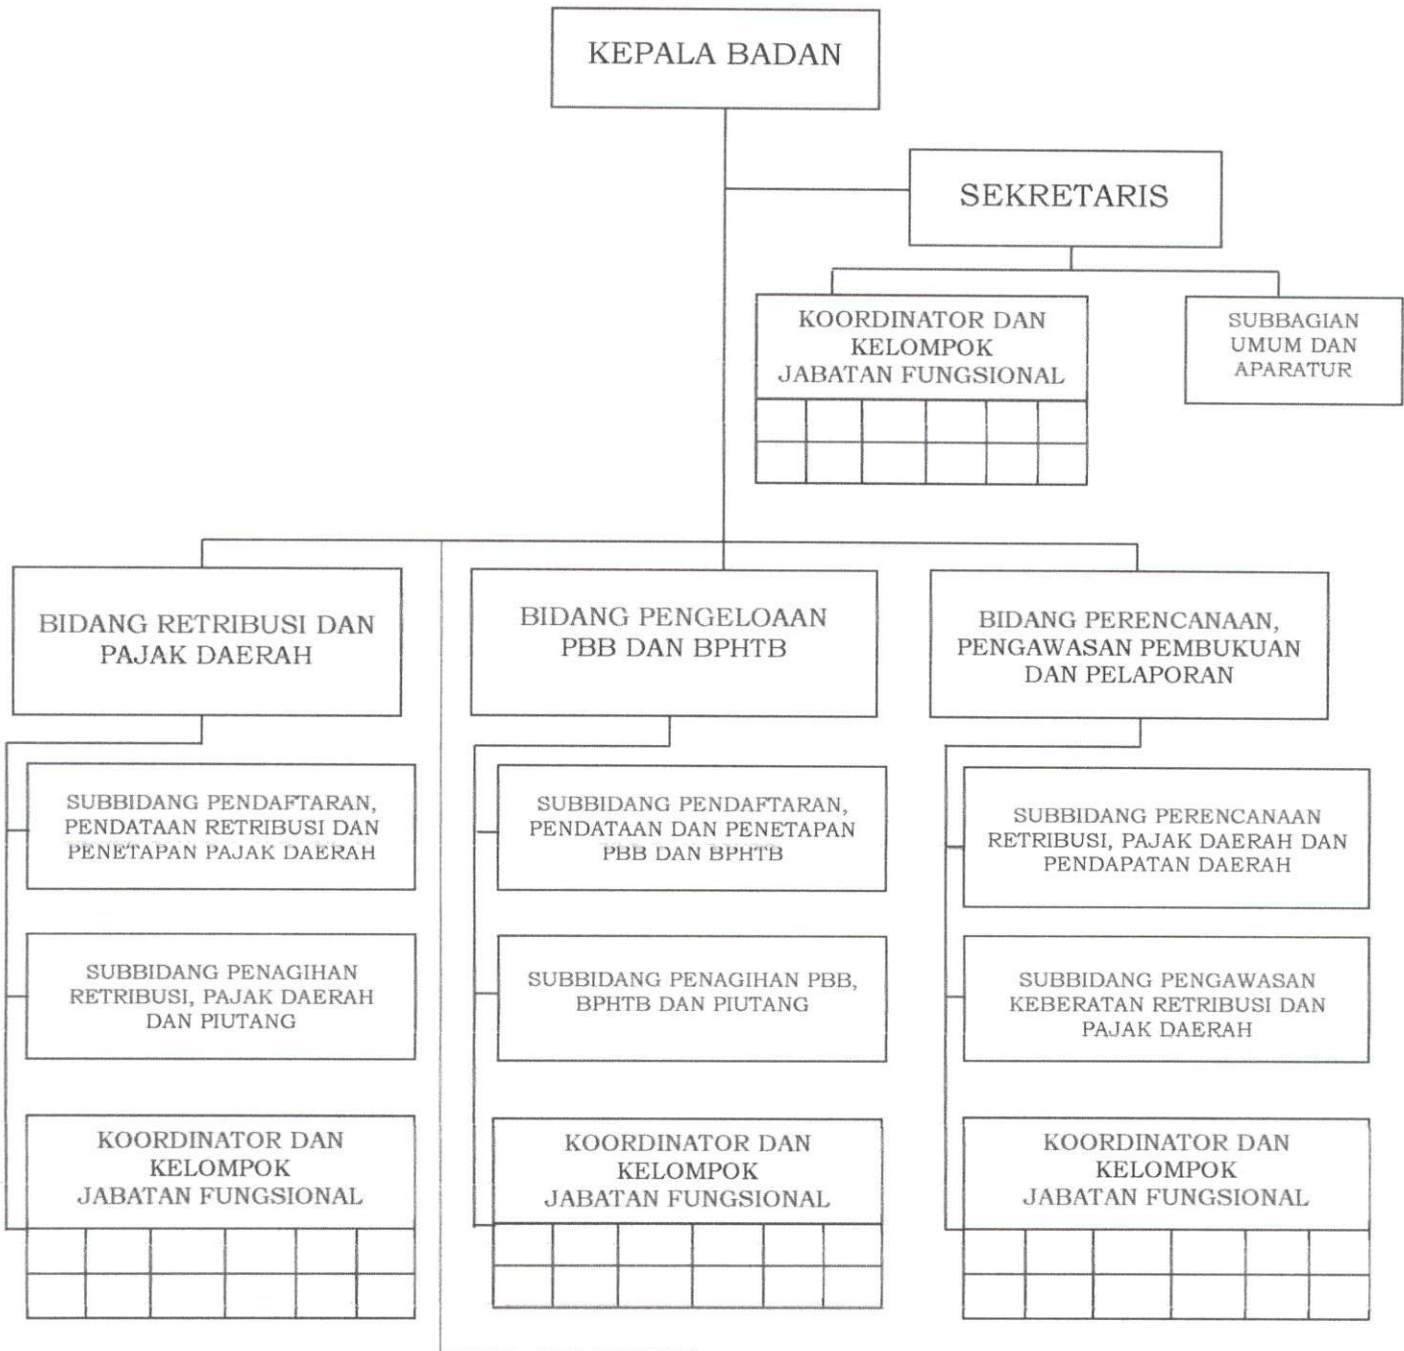 KEPALA BADAN
SEKRETARIS
KOORDINATOR DAN
KELOMPOK
JABATAN FUNGSIONAL
SUBBAGIAN
UMUM DAN
APARATUR
BIDANG RETRIBUSI DAN
PAJAK DAERAH
BIDANG PENGELOAAN
PBB DAN BPHTB
BIDANG PERENCANAAN,
PENGAWASAN PEMBUKUAN
DAN PELAPORAN
SUBBIDANG PENDAFTARAN,
PENDATAAN RETRIBUSI DAN
PENETAPAN PAJAK DAERAH
SUBBIDANG PENDAFTARAN,
PENDATAAN DAN PENETAPAN
PBB DAN BPHTB
SUBBIDANG PERENCANAAN
RETRIBUSI, PAJAK DAERAH DAN
PENDAPATAN DAERAH
SUBBIDANG PENAGIHAN
RETRIBUSI, PAJAK DAERAH
DAN PIUTANG
SUBBIDANG PENAGIHAN PBB,
BPHTB DAN PIUTANG
SUBBIDANG PENGAWASAN
KEBERATAN RETRIBUSI DAN
PAJAK DAERAH
KOORDINATOR DAN
KELOMPOK
JABATAN FUNGSIONAL
KOORDINATOR DAN
KELOMPOK
JABATAN FUNGSIONAL
KOORDINATOR DAN
KELOMPOK
JABATAN FUNGSIONAL